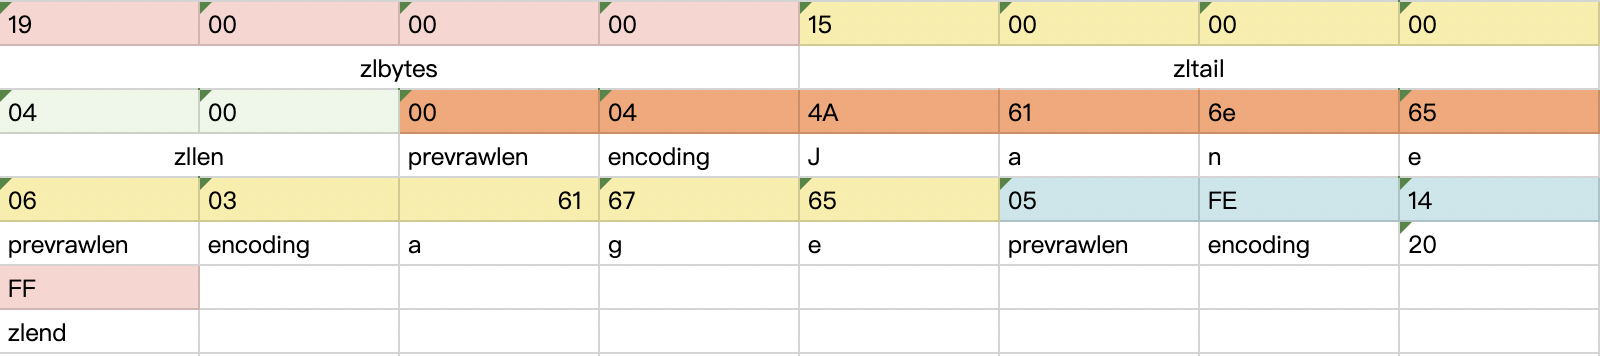 19 00 00 00 15 00 00 00
zlbytes zltail
04 00 00 04 4A 61 6e 65
zllen prevrawlen encoding J a n e
06 03 61 67 65 05 FE 14
prevrawlen encoding a g e prevrawlen encoding 20
FF
zlend